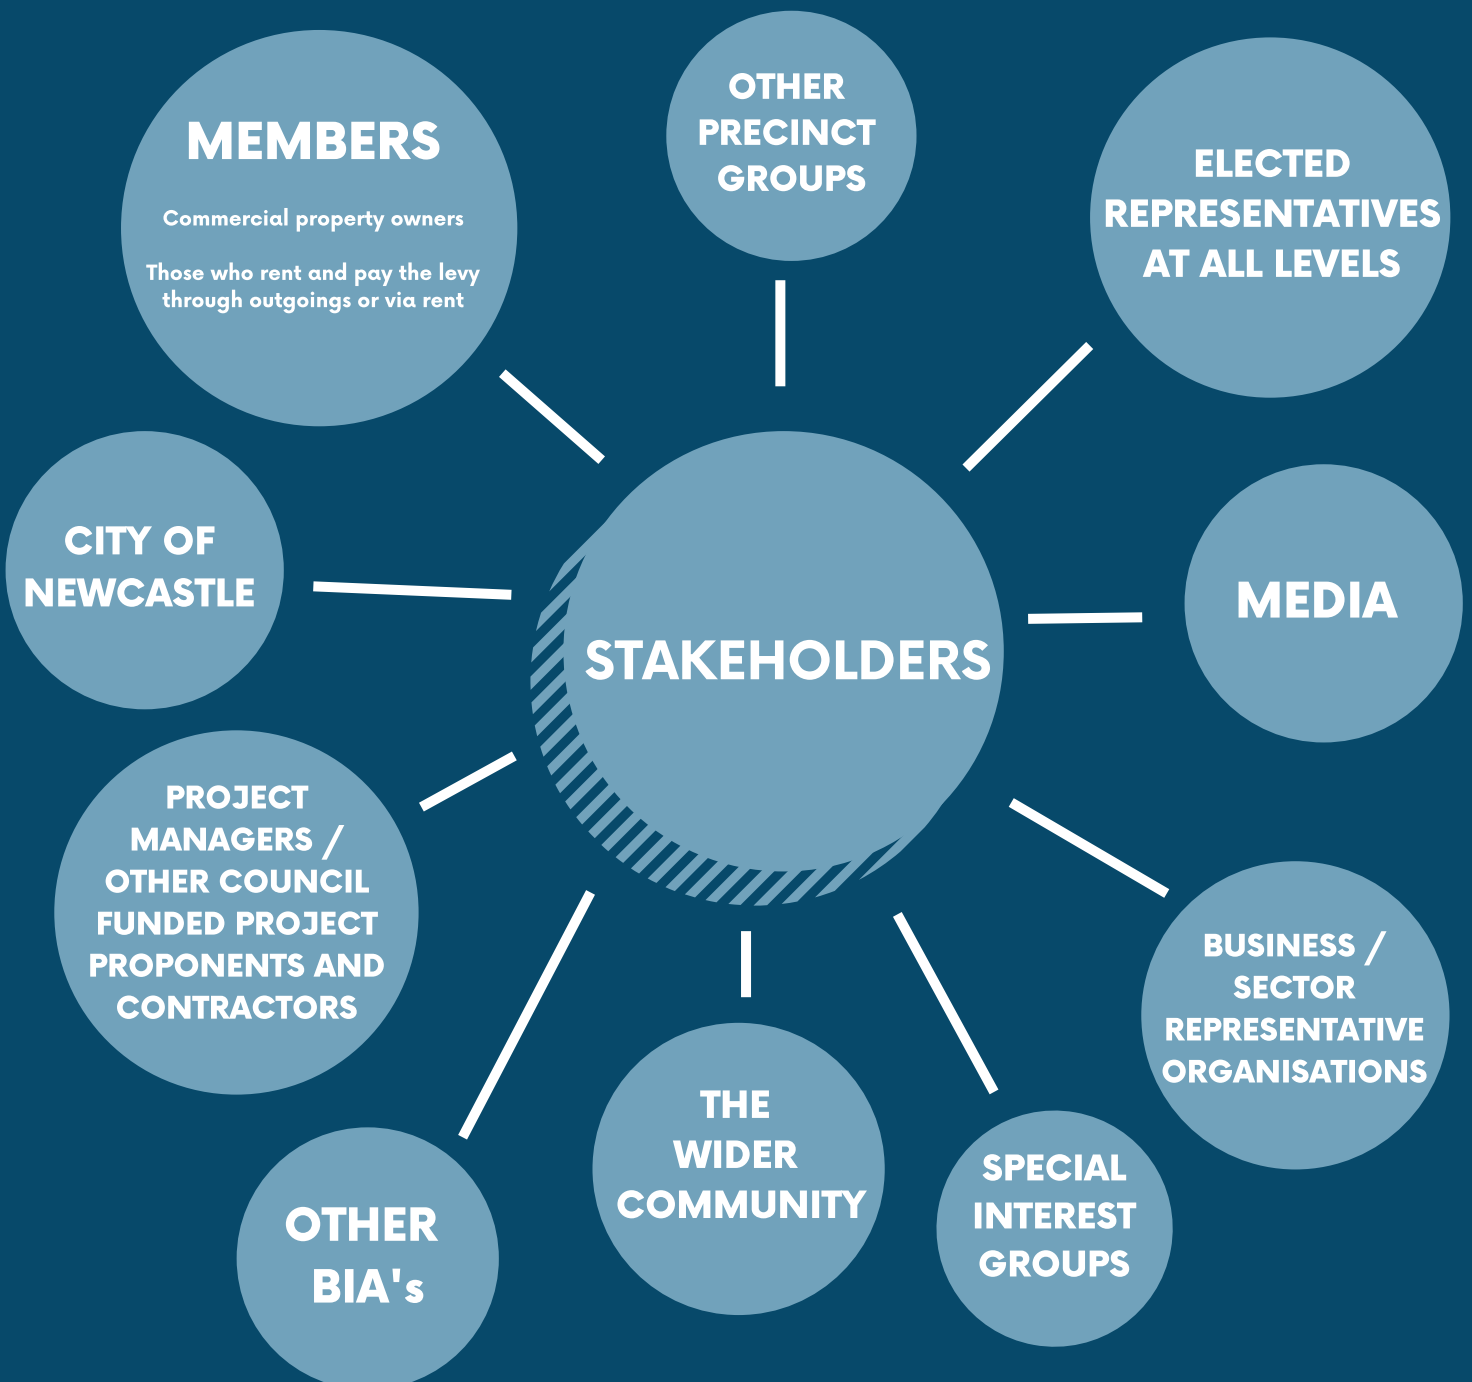 OTHER
PRECINCT
GROUPS
MEMBERS
Commercial property owners
Those who rent and pay the levy
through outgoings or via rent
ELECTED
REPRESENTATIVES
AT ALL LEVELS
CITY OF
NEWCASTLE
STAKEHOLDERS
MEDIA
PROJECT
MANAGERS /
OTHER COUNCIL
FUNDED PROJECT
PROPONENTS AND
CONTRACTORS
BUSINESS /
SECTOR
REPRESENTATIVE
ORGANISATIONS
OTHER
BIA's
THE
WIDER
COMMUNITY
SPECIAL
INTEREST
GROUPS